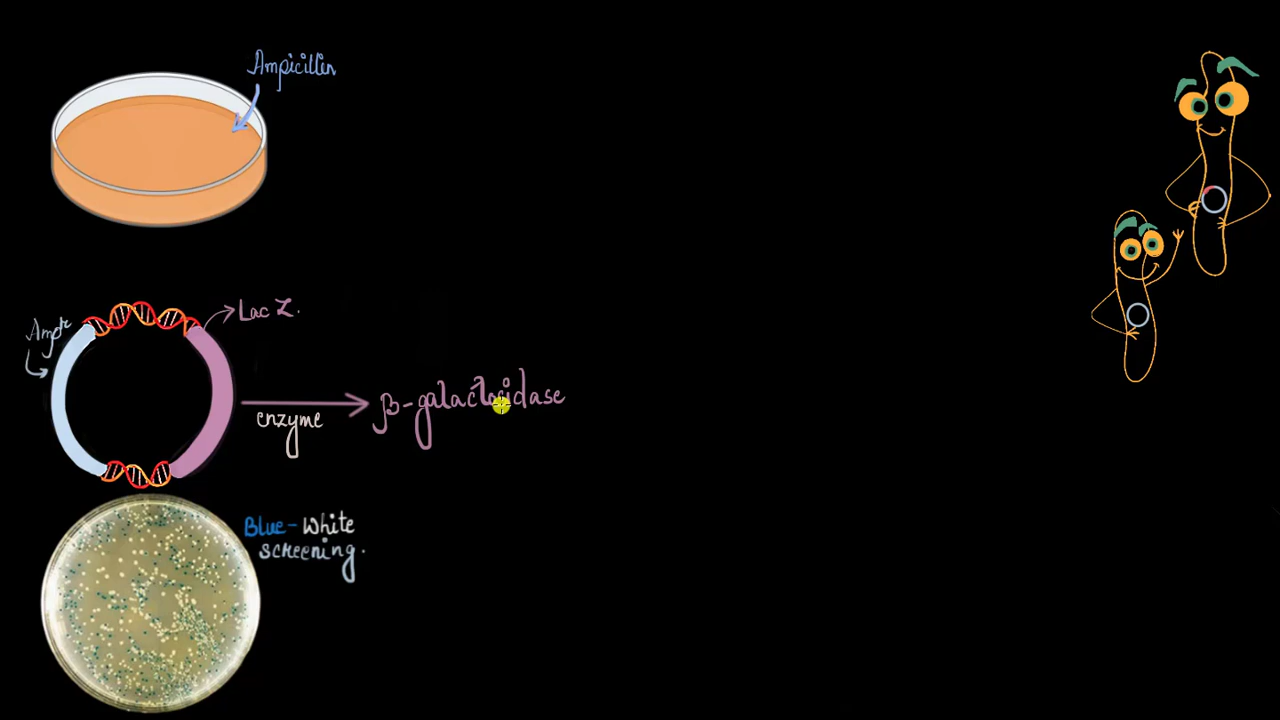 Ampicillin
Lac Z.
Ampr
enzyme
β-galactosidase
Blue-White
screening.